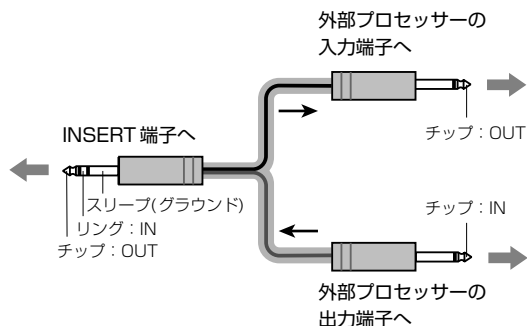 外部プロセッサーの
入力端子へ
チップ：OUT
INSERT 端子へ
スリーブ(グラウンド)
リング：IN
チップ：OUT
チップ：IN
外部プロセッサーの
出力端子へ